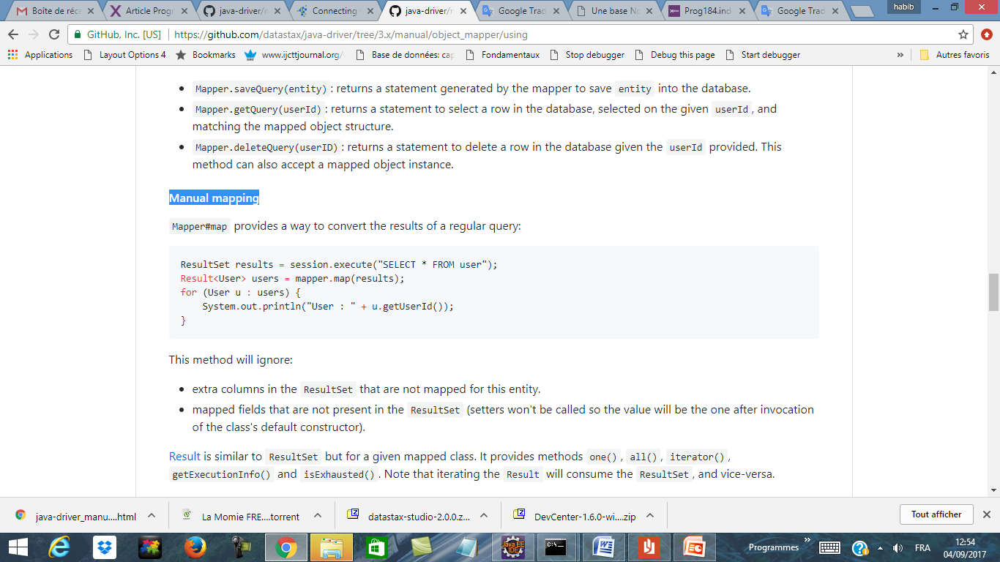 Boîte de réc
Article Progr
java-driver/r
Connecting
java-driver/r
Google Trad
Une base No
Prog184.ind
Google Trad
habib
GitHub, Inc. [US]
https://github.com/datastax/java-driver/tree/3.x/manual/object_mapper/using
Applications
Layout Options 4
Bookmarks
www.ijcttjournal.org/
Base de données: cap
Fondamentaux
Stop debugger
Debug this page
Start debugger
»
Autres favoris
Mapper.saveQuery(entity) : returns a statement generated by the mapper to save entity into the database.
Mapper.getQuery(userId) : returns a statement to select a row in the database, selected on the given userId , and
matching the mapped object structure.
Mapper.deleteQuery(userID) : returns a statement to delete a row in the database given the userId provided. This
method can also accept a mapped object instance.
Manual mapping
Mapper#map provides a way to convert the results of a regular query:
ResultSet results = session.execute("SELECT * FROM user");
Result<User> users = mapper.map(results);
for (User u : users) {
System.out.println("User : " + u.getUserId());
}
This method will ignore:
extra columns in the ResultSet that are not mapped for this entity.
mapped fields that are not present in the ResultSet (setters won't be called so the value will be the one after invocation
of the class's default constructor).
Result is similar to ResultSet but for a given mapped class. It provides methods one() , all() , iterator() ,
getExecutionInfo() and isExhausted() . Note that iterating the Result will consume the ResultSet , and vice-versa.
java-driver_manu....html
La Momie FRE....torrent
datastax-studio-2.0.0.z...
DevCenter-1.6.0-wi....zip
Tout afficher
Java EE
IDE
Programmes
»
FRA
12:54
04/09/2017